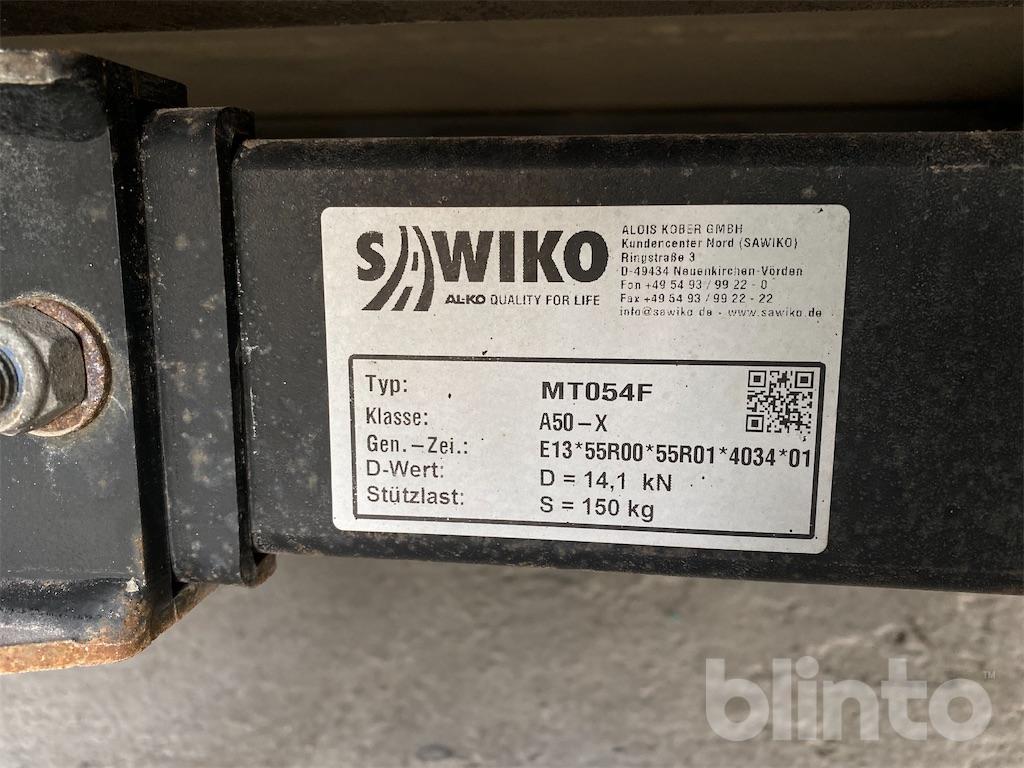 SAWIKO
AL-KO QUALITY FOR LIFE
ALOIS KOBER GMBH
Kundencenter Nord (SAWIKO)
Ringstraße 3
D-49434 Neuenkirchen-Vörden
Fon +49 54 93 / 99 22 - 0
Fax +49 54 93 / 99 22 - 22
info@sawiko.de - www.sawiko.de
Typ: MT054F
Klasse: A50-X
Gen.-Zei.: E13*55R00*55R01*4034*01
D-Wert: D = 14,1 kN
Stützlast: S = 150 kg
blinto™